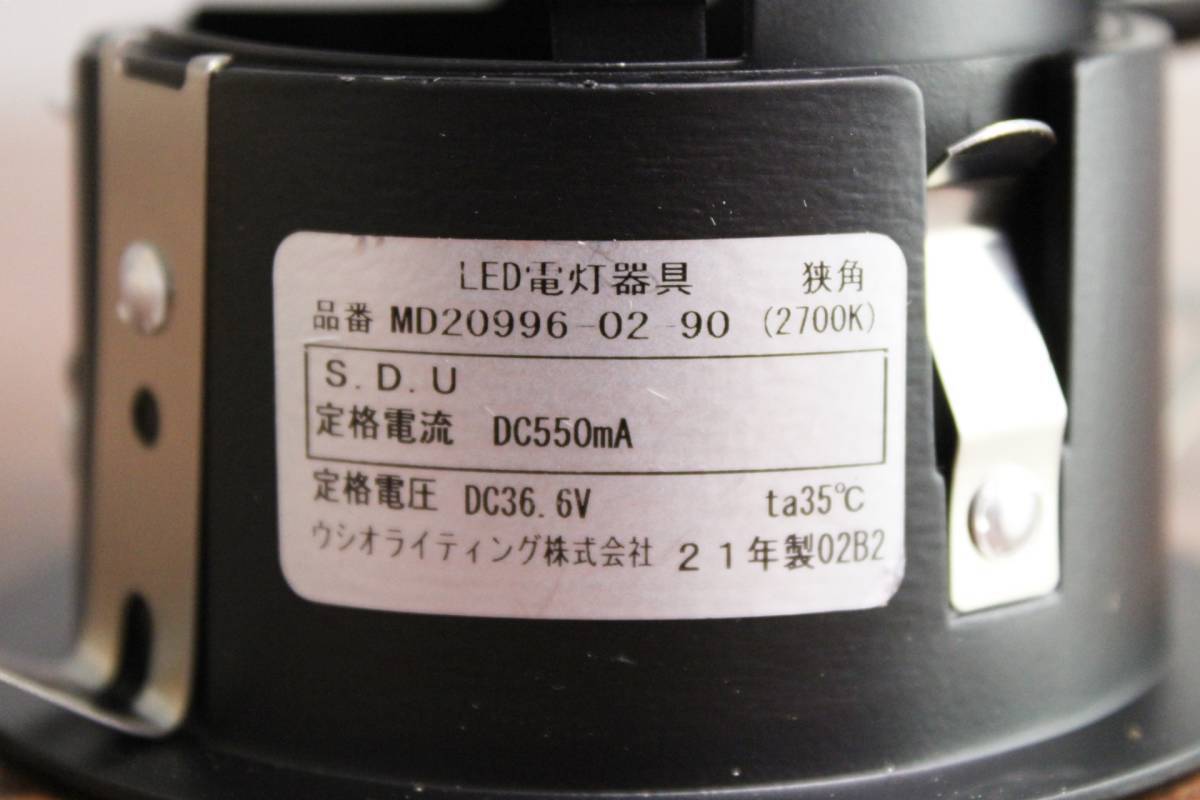 LED電灯器具 狭角
品番 MD20996-02-90 (2700K)
S.D.U
定格電流 DC550mA
定格電圧 DC36.6V ta35℃
ウシオライティング株式会社 21年製02B2